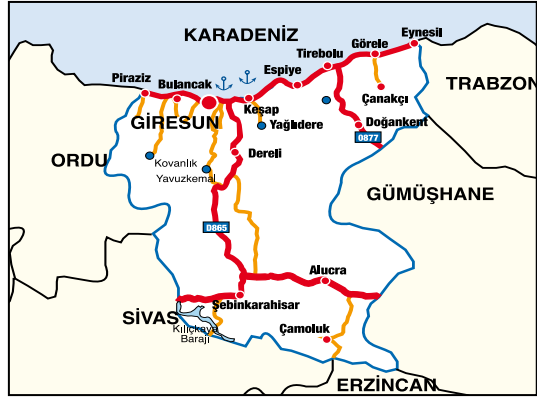 KARADENİZ
Eynesil
Görele
Tirebolu
Espiye
Piraziz
Bulancak
Keşap
Çanakçı
TRABZON
GİRESUN
Yağlıdere
Doğankent
D877
ORDU
Kovanlık
Dereli
Yavuzkemal
GÜMÜŞHANE
D865
Alucra
Şebinkarahisar
SİVAS
Kılıçkaya
Barajı
Çamoluk
ERZİNCAN